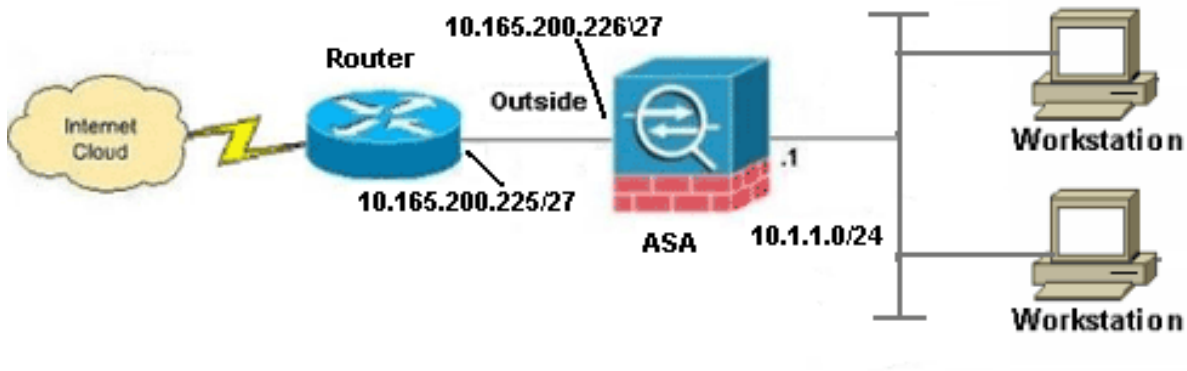 10.165.200.226\27
Router
Outside
Internet
Cloud
10.165.200.225/27
.1
ASA
10.1.1.0/24
Workstation
Workstation